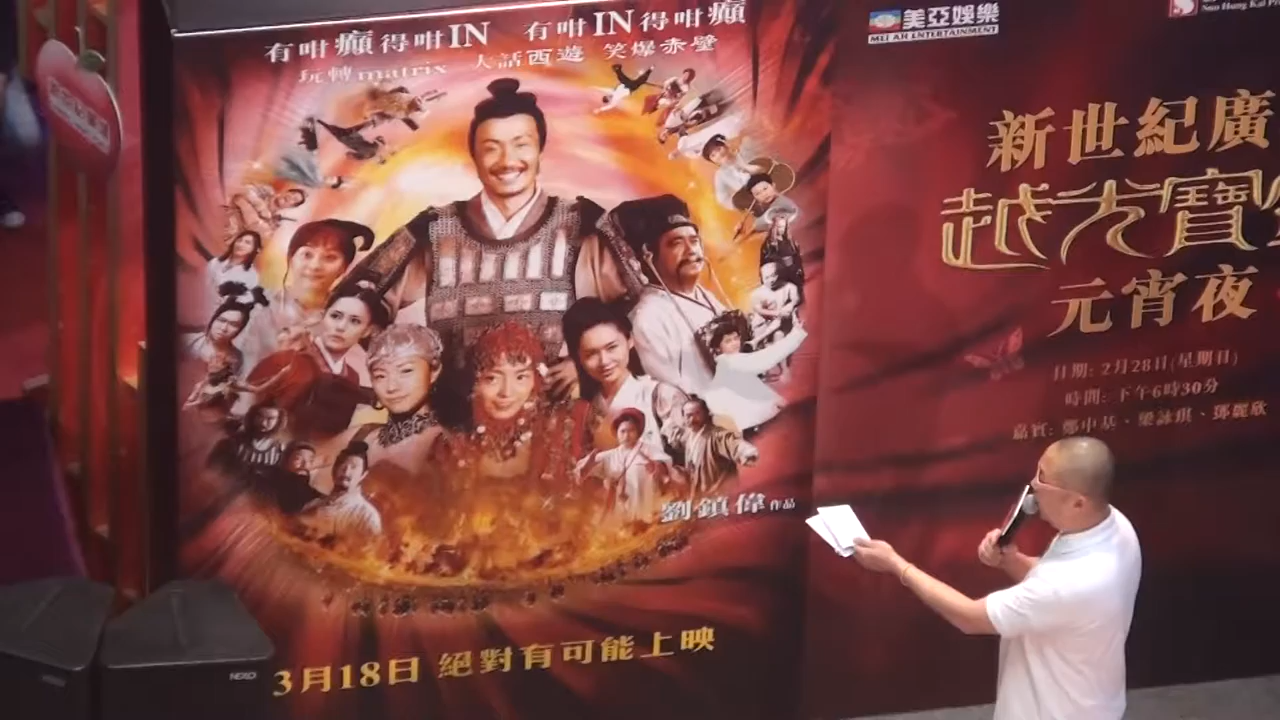 有咁癲得咁IN 有咁IN得咁癲
玩轉matrix 大話西遊 笑爆赤壁
劉鎮偉作品
3月18日 絕對有可能上映
美亞娛樂
MEI AH ENTERTAINMENT
Sun Hung Kai Pr
新世紀廣
越光寶
元宵夜
日期: 2月28日(星期日)
時間: 下午6時30分
嘉賓: 鄭中基、梁詠琪、鄧麗欣